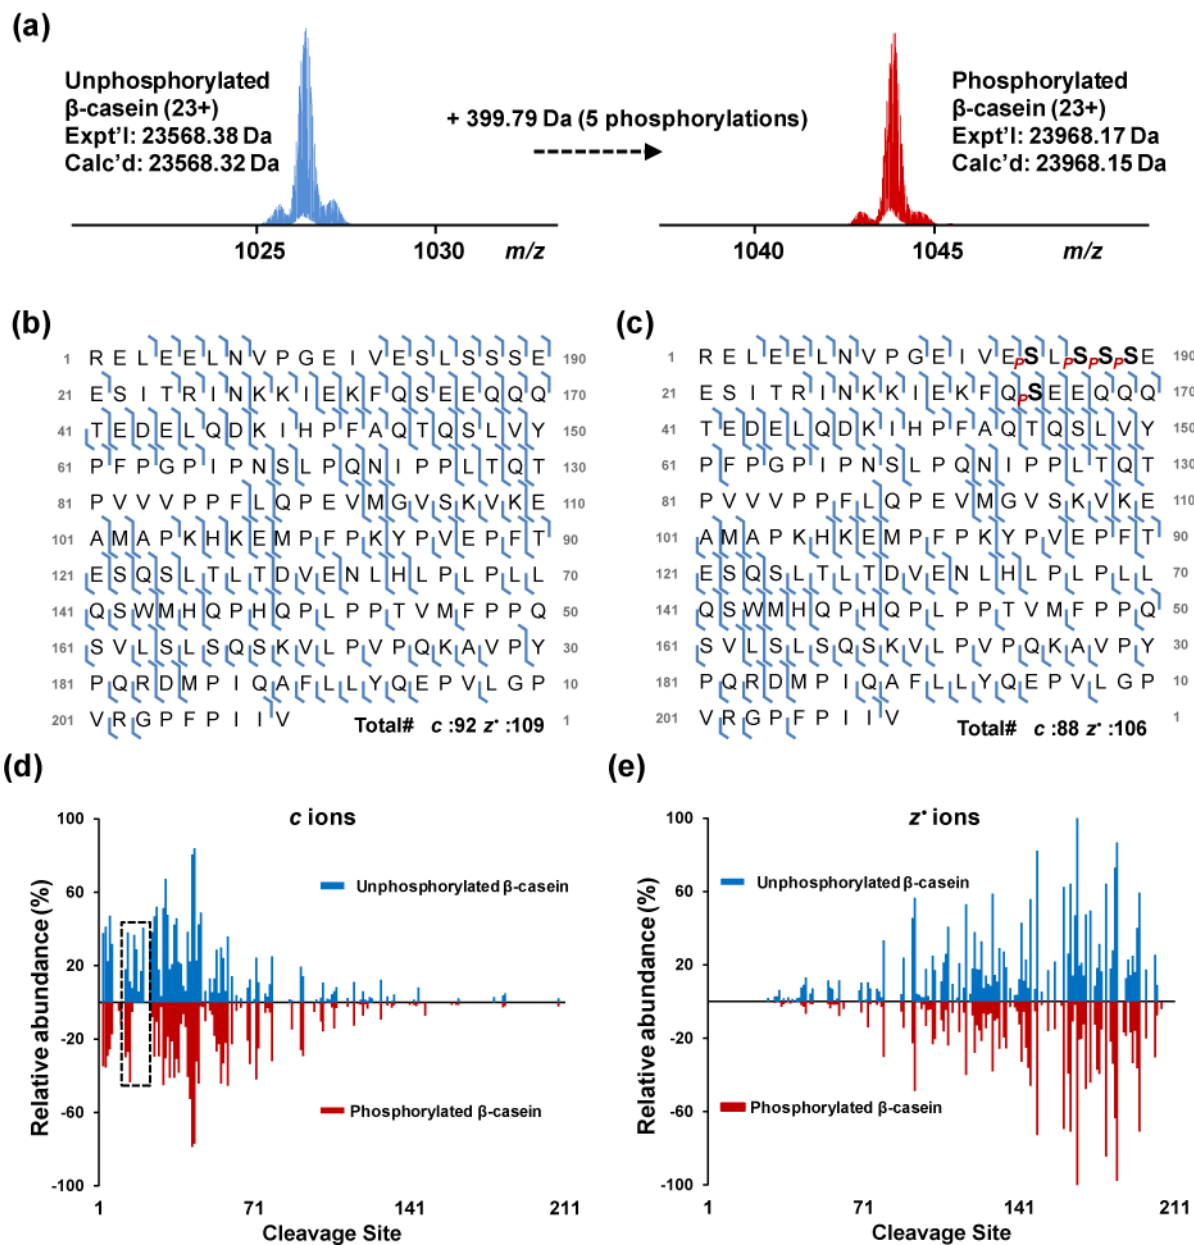 (a)
Unphosphorylated
β-casein (23+)
Expt'l: 23568.38 Da
Calc'd: 23568.32 Da
+ 399.79 Da (5 phosphorylations)
Phosphorylated
β-casein (23+)
Expt'l: 23968.17 Da
Calc'd: 23968.15 Da
1025 1030 m/z
1040 1045 m/z
(b)
1 R E L E E L N V P G E I V E S L S S S E 190
21 E S I T R I N K K I E K F Q S E E Q Q Q 170
41 T E D E L Q D K I H P F A Q T Q S L V Y 150
61 P F P G P I P N S L P Q N I P P L T Q T 130
81 P V V V P P F L Q P E V M G V S K V K E 110
101 A M A P K H K E M P F P K Y P V E P F T 90
121 E S Q S L T L T D V E N L H L P L P L L 70
141 Q S W M H Q P H Q P L P P T V M F P P Q 50
161 S V L S L S Q S K V L P V P Q K A V P Y 30
181 P Q R D M P I Q A F L L Y Q E P V L G P 10
201 V R G P F P I I V Total# c :92 z• :109 1
(c)
1 R E L E E L N V P G E I V E pS L pS pS pS E 190
21 E S I T R I N K K I E K F Q pS E E Q Q Q 170
41 T E D E L Q D K I H P F A Q T Q S L V Y 150
61 P F P G P I P N S L P Q N I P P L T Q T 130
81 P V V V P P F L Q P E V M G V S K V K E 110
101 A M A P K H K E M P F P K Y P V E P F T 90
121 E S Q S L T L T D V E N L H L P L P L L 70
141 Q S W M H Q P H Q P L P P T V M F P P Q 50
161 S V L S L S Q S K V L P V P Q K A V P Y 30
181 P Q R D M P I Q A F L L Y Q E P V L G P 10
201 V R G P F P I I V Total# c :88 z• :106 1
(d)
c ions
Relative abundance (%)
100
60
20
-20
-60
-100
Unphosphorylated β-casein
Phosphorylated β-casein
1 71 141 211
Cleavage Site
(e)
z• ions
Relative abundance (%)
100
60
20
-20
-60
-100
Unphosphorylated β-casein
Phosphorylated β-casein
1 71 141 211
Cleavage Site